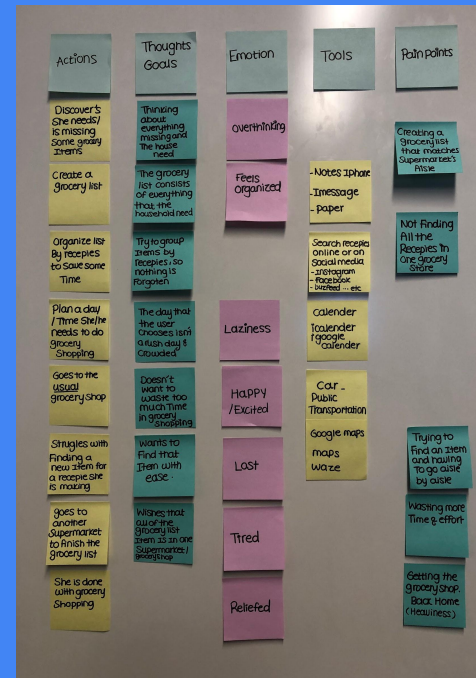 Actions
Thoughts
Goals
Emotion
Tools
Pain points
Discover's
She needs/
is missing
Some grocery
Items
Create a
grocery list
Organize list
By recepies
to Save some
Time
Plan a day
/Time She/he
needs to do
grocery
Shopping
Goes to the
usual
grocery shop
Strugles with
Finding a
new Item for
a recepie she
is making
goes to
another
Supermarket
to finish the
grocery list
She is done
with grocery
Shopping
Thinking
about
everything
missing and
The house
need
The grocery
list consists
of everything
that the
household need
Try to group
Items by
recepies, so
nothing is
Forgoten
The day that
the user
Chooses isn't
a rush day &
Crowded
Doesn't
want to
waste too
much Time
in grocery
shopping
Wants to
Find that
Item with
ease.
Wishes that
all of the
grocery list
Item is in one
Supermarket/
groceryshop
overthinking
Feels
organized
Laziness
HAPPY
/Excited
Lost
Tired
Reliefed
-Notes Iphone
-Imessage
-paper
Search recepies
online or on
Social media
-Instagram
-Facebook
-buzfeed ... etc
Calender
icalender
google
calender
Car -
Public
Transportation
Google maps
maps
waze
Creating a
grocery list
that matches
Supermarket's
Aisle
Not Finding
All the
Recepies in
One grocery
Store
Trying to
Find an Item
and having
To go aisle
by aisle
Wasting more
Time & effort
Getting the
grocery shop.
Back Home
(Heaviness)